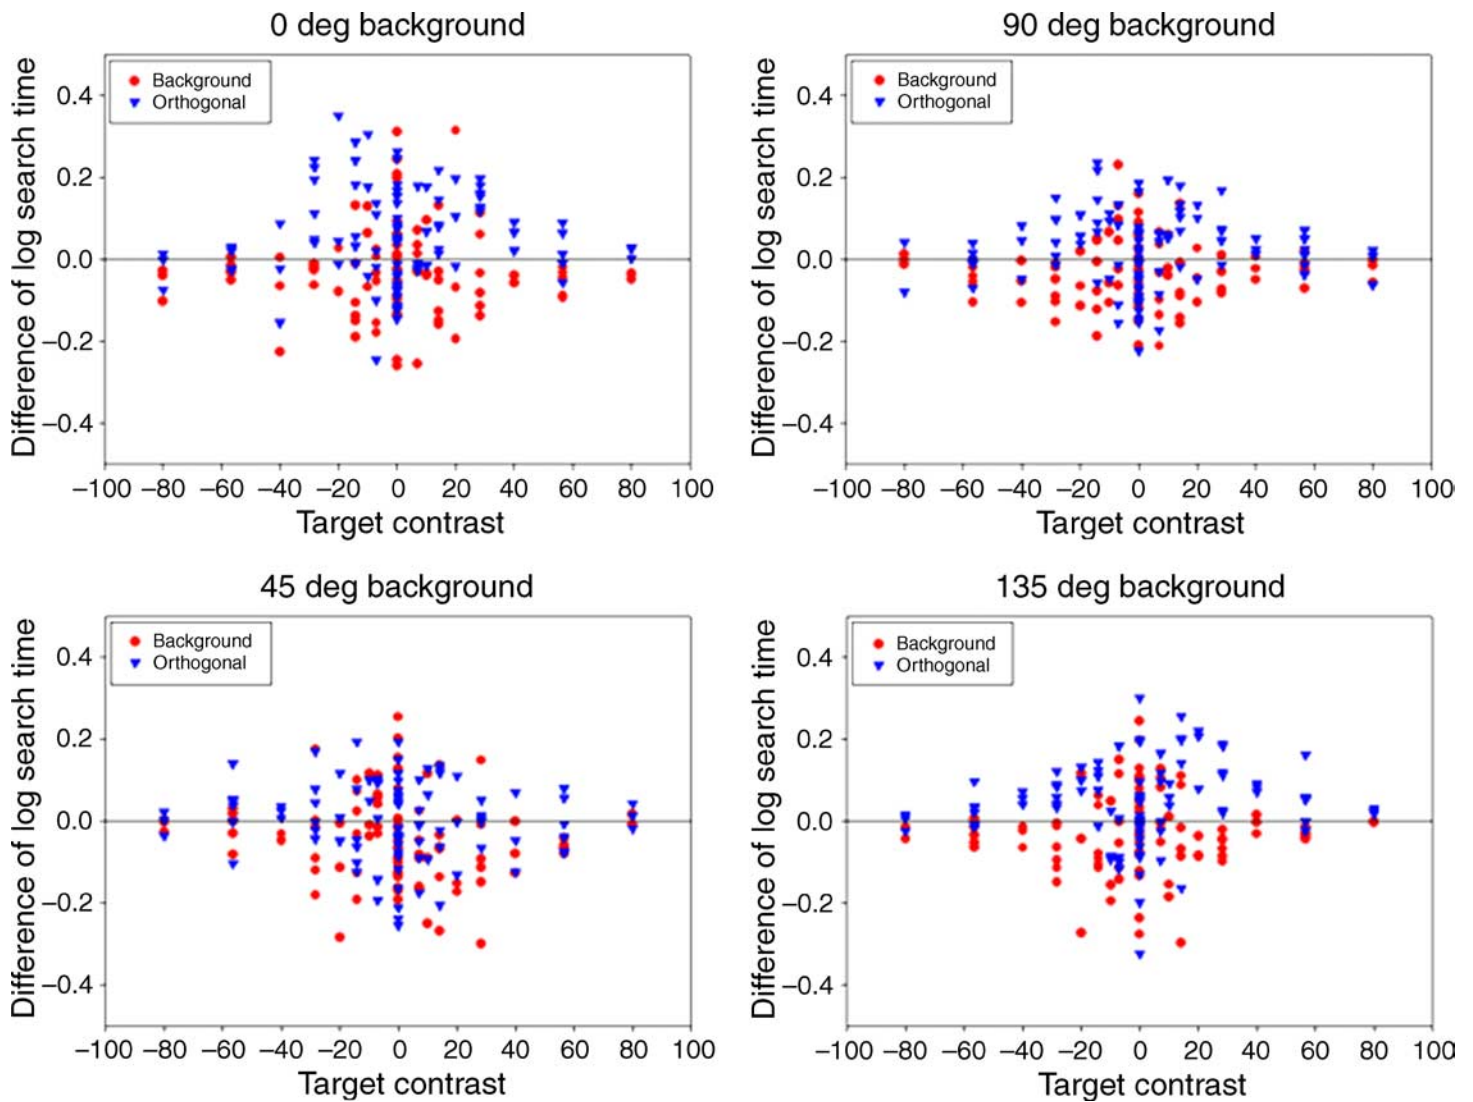 0 deg background
Difference of log search time
Background
Orthogonal
0.4
0.2
0.0
−0.2
−0.4
−100 −80 −60 −40 −20 0 20 40 60 80 100
Target contrast
90 deg background
Difference of log search time
Background
Orthogonal
0.4
0.2
0.0
−0.2
−0.4
−100 −80 −60 −40 −20 0 20 40 60 80 100
Target contrast
45 deg background
Difference of log search time
Background
Orthogonal
0.4
0.2
0.0
−0.2
−0.4
−100 −80 −60 −40 −20 0 20 40 60 80 100
Target contrast
135 deg background
Difference of log search time
Background
Orthogonal
0.4
0.2
0.0
−0.2
−0.4
−100 −80 −60 −40 −20 0 20 40 60 80 100
Target contrast